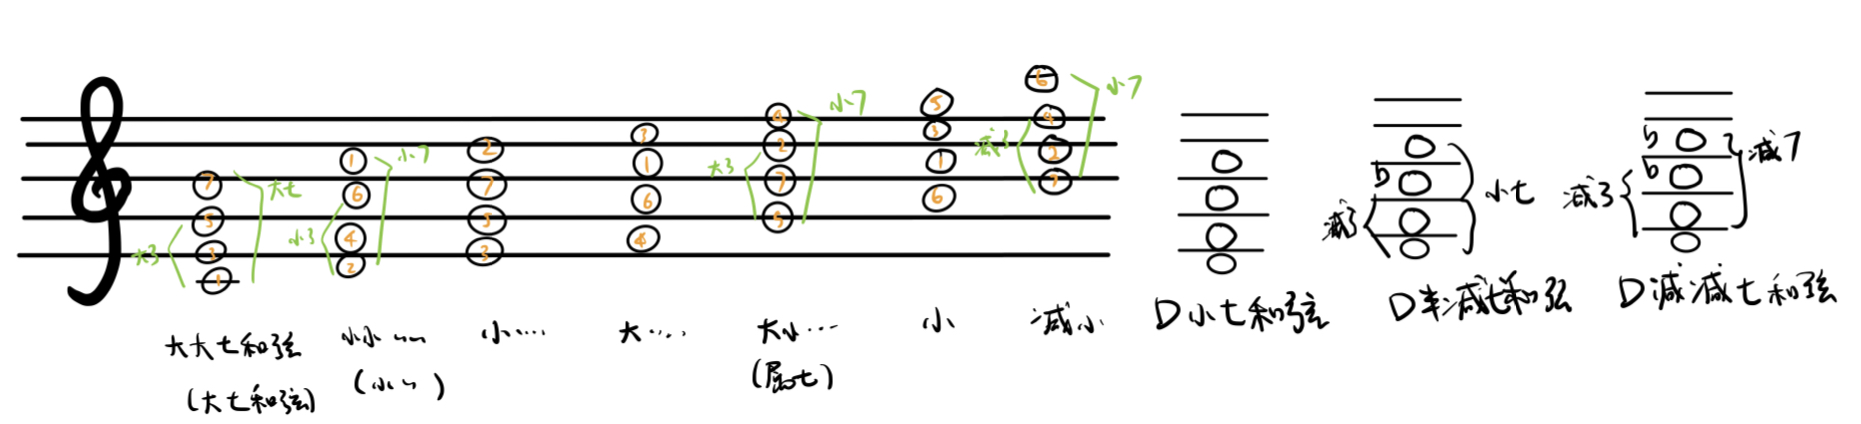 7
5
3
1
大3
大七
1
6
4
2
小3
小7
2
7
5
3
3
1
6
4
4
2
7
5
大3
小7
5
3
1
6
6
4
2
7
减3
小7
b
减3
小七
b
b
减3
减7
大大七和弦
小小……
小……
大……
大小……
小
减小
D小七和弦
D半减七和弦
D减减七和弦
(大七和弦)
(小〃)
(属七)